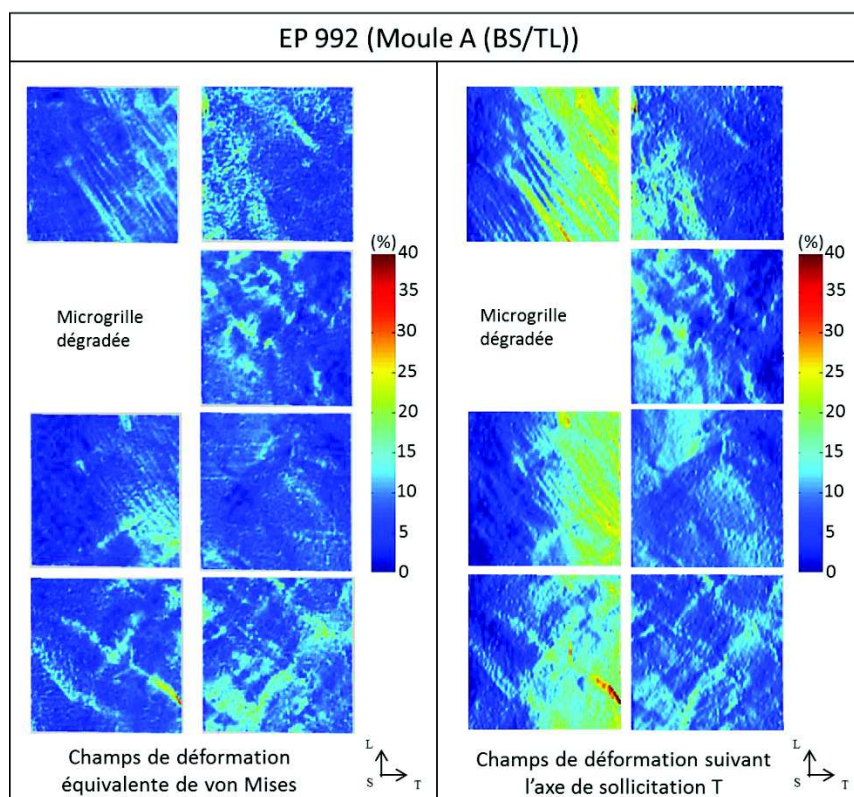 EP 992 (Moule A (BS/TL))
Microgrille
dégradée
(%)
40
35
30
25
20
15
10
5
0
Champs de déformation
équivalente de von Mises
L
S
T
Microgrille
dégradée
(%)
40
35
30
25
20
15
10
5
0
Champs de déformation suivant
l'axe de sollicitation T
L
S
T